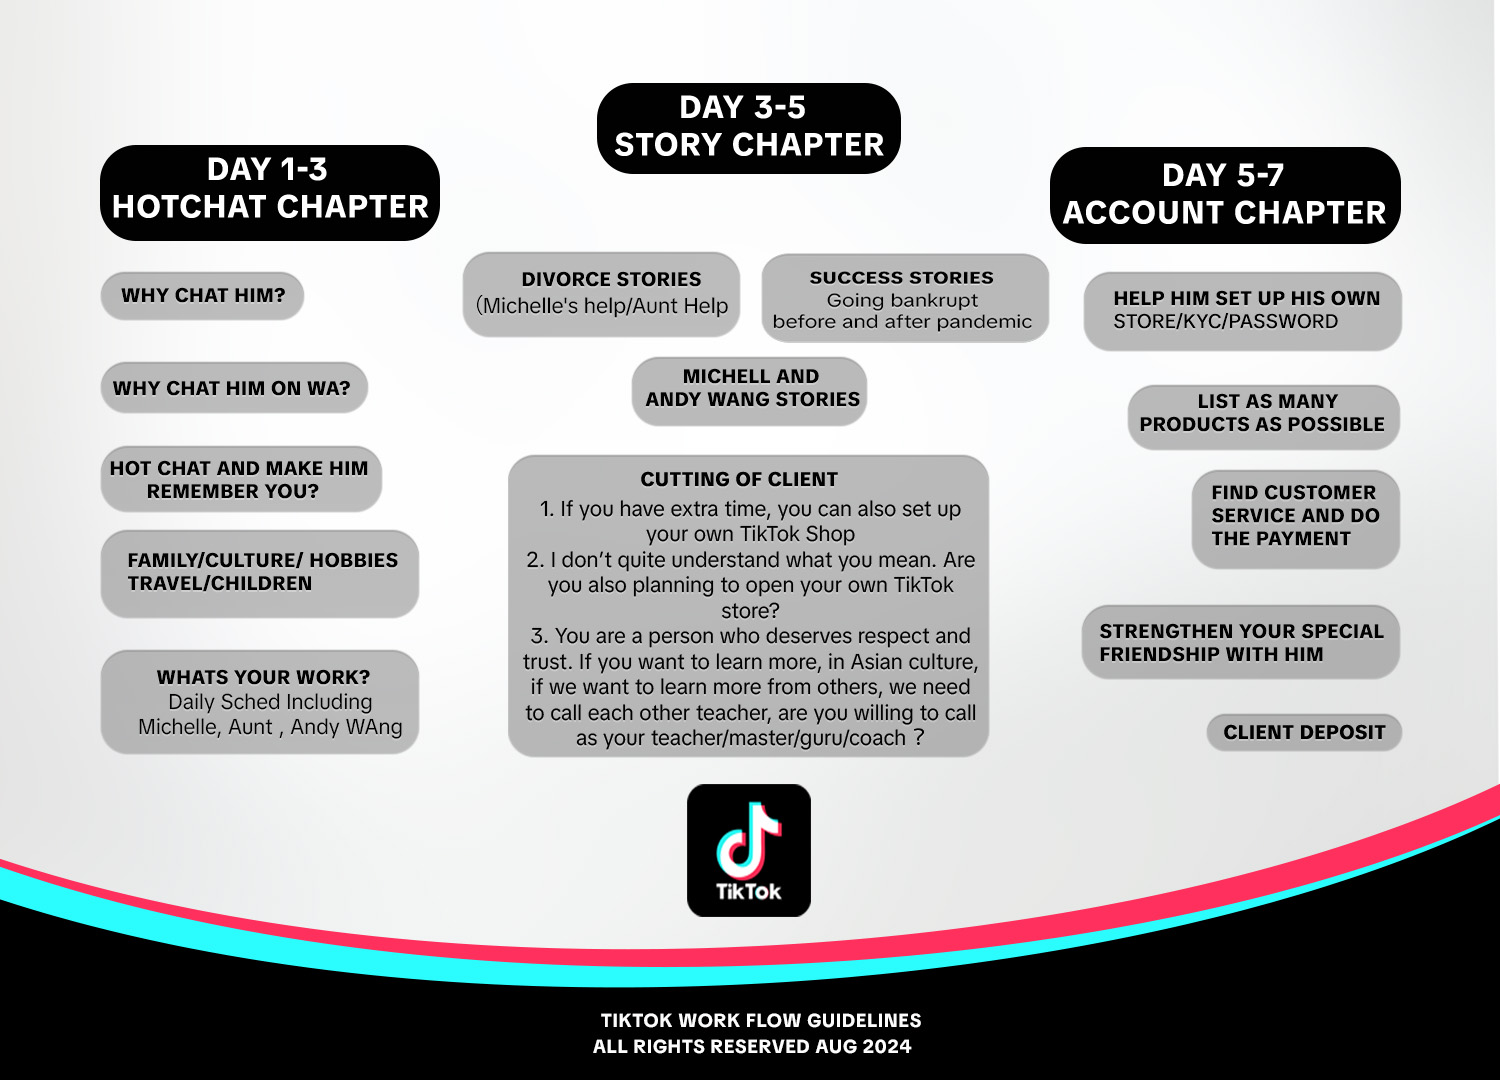 DAY 1-3
HOTCHAT CHAPTER
WHY CHAT HIM?
WHY CHAT HIM ON WA?
HOT CHAT AND MAKE HIM
REMEMBER YOU?
FAMILY/CULTURE/ HOBBIES
TRAVEL/CHILDREN
WHATS YOUR WORK?
Daily Sched Including
Michelle, Aunt , Andy WAng
DAY 3-5
STORY CHAPTER
DIVORCE STORIES
(Michelle's help/Aunt Help
SUCCESS STORIES
Going bankrupt
before and after pandemic
MICHELL AND
ANDY WANG STORIES
CUTTING OF CLIENT
1. If you have extra time, you can also set up
your own TikTok Shop
2. I don’t quite understand what you mean. Are
you also planning to open your own TikTok
store?
3. You are a person who deserves respect and
trust. If you want to learn more, in Asian culture,
if we want to learn more from others, we need
to call each other teacher, are you willing to call
as your teacher/master/guru/coach ?
DAY 5-7
ACCOUNT CHAPTER
HELP HIM SET UP HIS OWN
STORE/KYC/PASSWORD
LIST AS MANY
PRODUCTS AS POSSIBLE
FIND CUSTOMER
SERVICE AND DO
THE PAYMENT
STRENGTHEN YOUR SPECIAL
FRIENDSHIP WITH HIM
CLIENT DEPOSIT
TikTok
TIKTOK WORK FLOW GUIDELINES
ALL RIGHTS RESERVED AUG 2024